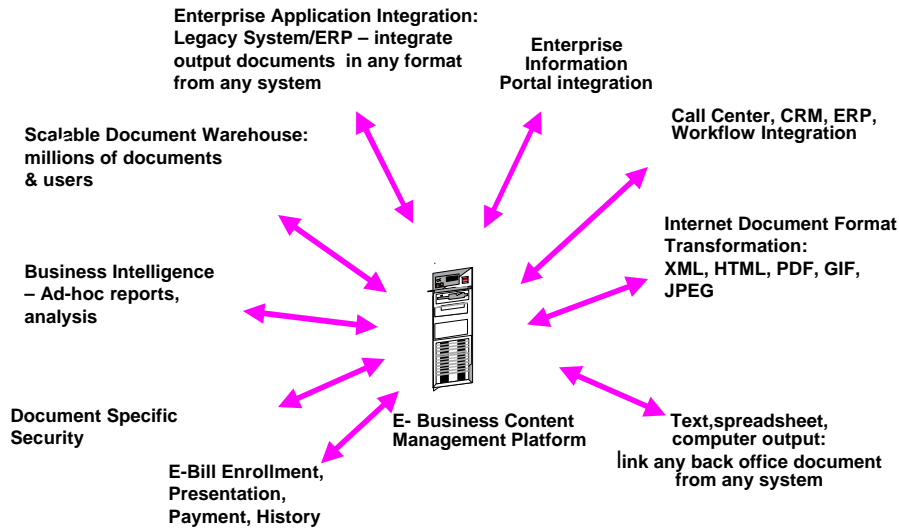 Enterprise Application Integration:
Legacy System/ERP – integrate
output documents in any format
from any system
Enterprise
Information
Portal integration
Call Center, CRM, ERP,
Workflow Integration
Scalable Document Warehouse:
millions of documents
& users
Internet Document Format
Transformation:
XML, HTML, PDF, GIF,
JPEG
Business Intelligence
– Ad-hoc reports,
analysis
Document Specific
Security
E- Business Content
Management Platform
Text,spreadsheet,
computer output:
link any back office document
from any system
E-Bill Enrollment,
Presentation,
Payment, History